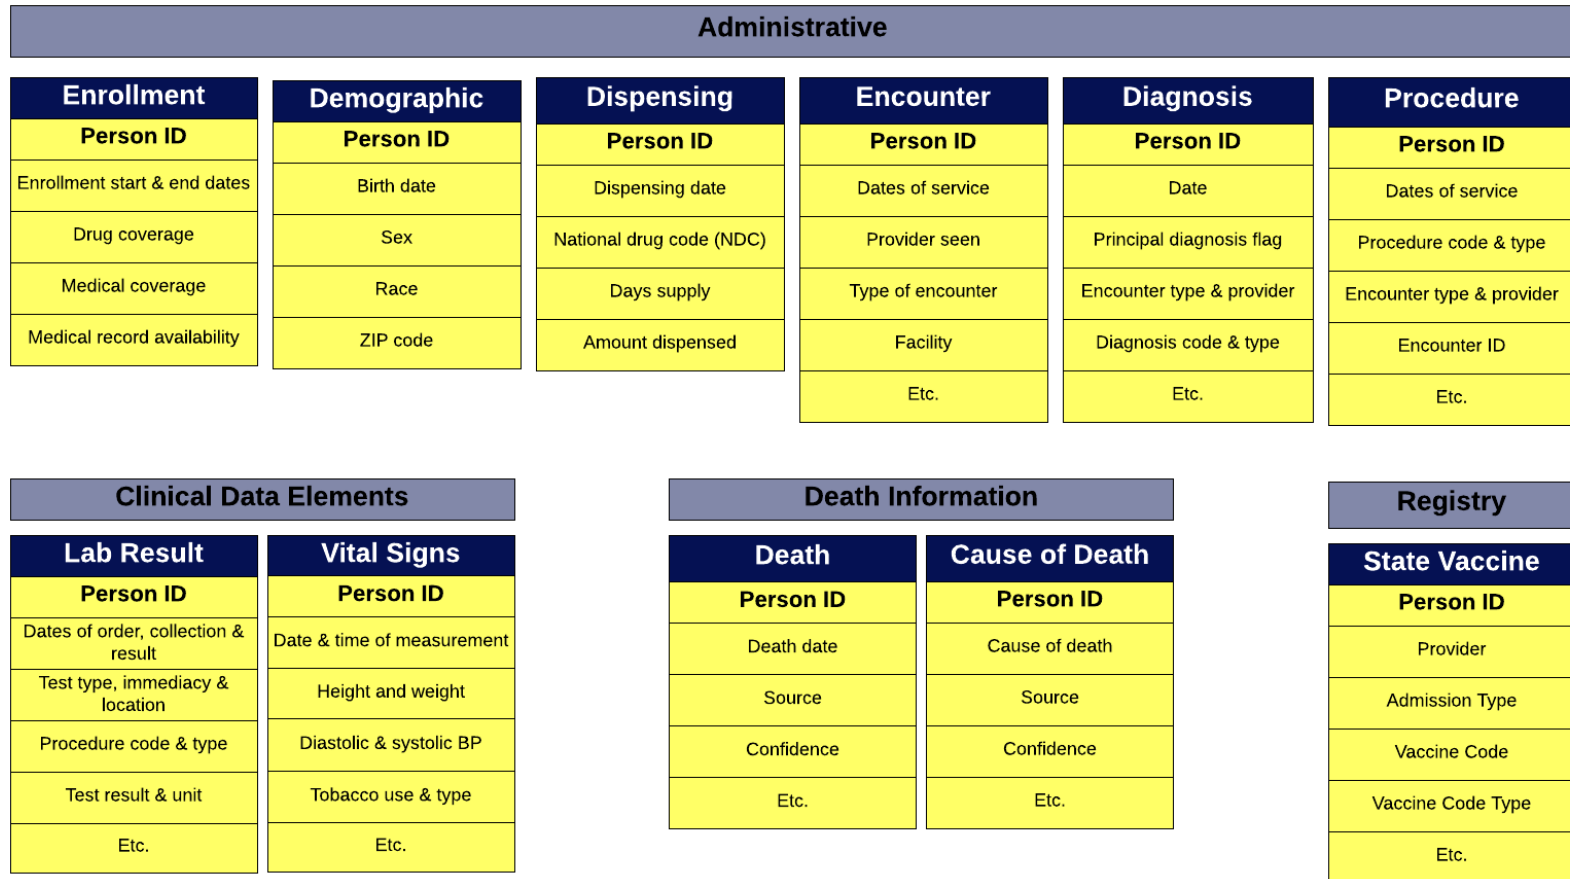 Administrative
Enrollment
Person ID
Enrollment start & end dates
Drug coverage
Medical coverage
Medical record availability
Demographic
Person ID
Birth date
Sex
Race
ZIP code
Dispensing
Person ID
Dispensing date
National drug code (NDC)
Days supply
Amount dispensed
Encounter
Person ID
Dates of service
Provider seen
Type of encounter
Facility
Etc.
Diagnosis
Person ID
Date
Principal diagnosis flag
Encounter type & provider
Diagnosis code & type
Etc.
Procedure
Person ID
Dates of service
Procedure code & type
Encounter type & provider
Encounter ID
Etc.
Clinical Data Elements
Lab Result
Person ID
Dates of order, collection &
result
Test type, immediacy &
location
Procedure code & type
Test result & unit
Etc.
Vital Signs
Person ID
Date & time of measurement
Height and weight
Diastolic & systolic BP
Tobacco use & type
Etc.
Death Information
Death
Person ID
Death date
Source
Confidence
Etc.
Cause of Death
Person ID
Cause of death
Source
Confidence
Etc.
Registry
State Vaccine
Person ID
Provider
Admission Type
Vaccine Code
Vaccine Code Type
Etc.